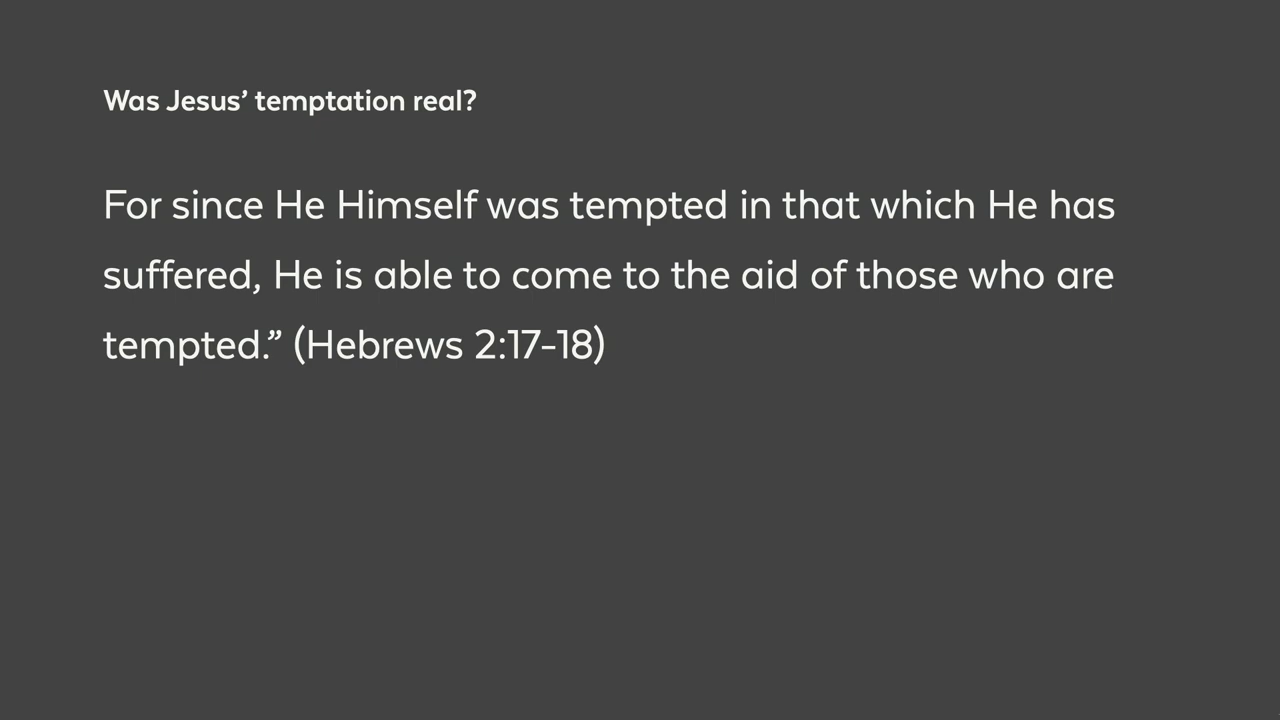 Was Jesus’ temptation real?
For since He Himself was tempted in that which He has
suffered, He is able to come to the aid of those who are
tempted.” (Hebrews 2:17-18)